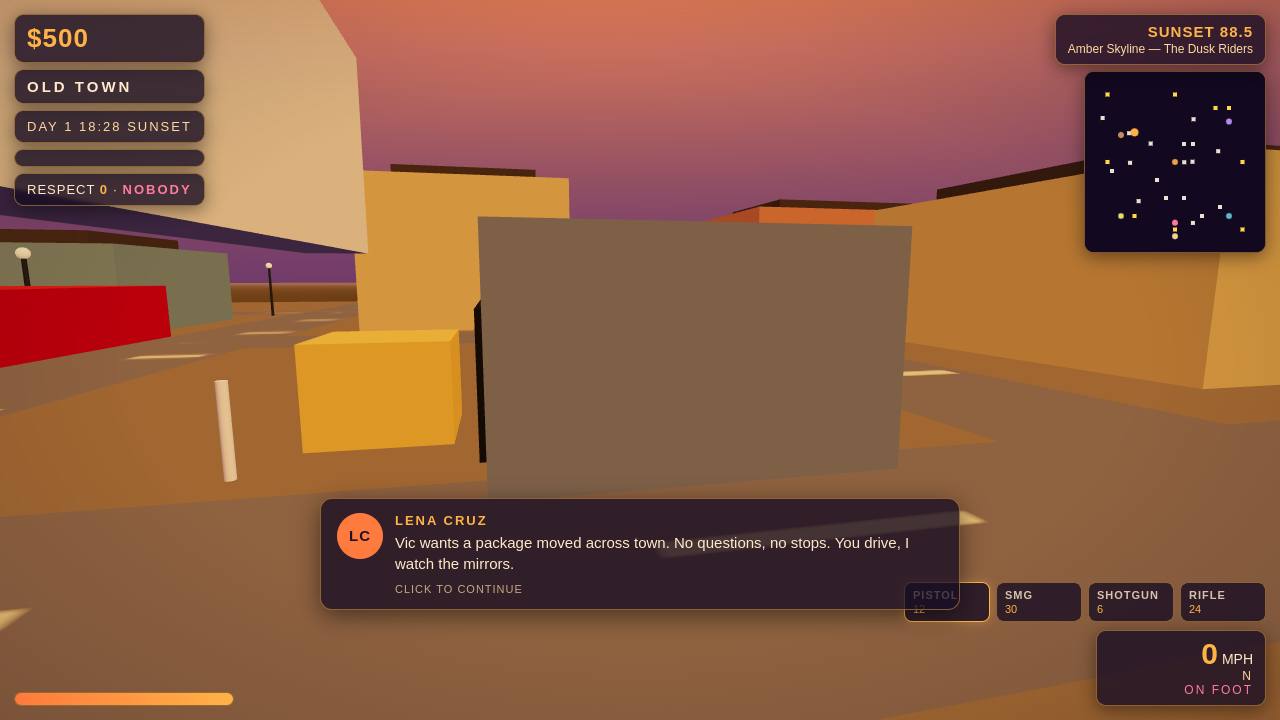 $500
OLD TOWN
DAY 1 18:28 SUNSET
RESPECT 0 · NOBODY
SUNSET 88.5
Amber Skyline — The Dusk Riders
LC
LENA CRUZ
Vic wants a package moved across town. No questions, no stops. You drive, I
watch the mirrors.
CLICK TO CONTINUE
PISTOL
12
SMG
30
SHOTGUN
6
RIFLE
24
0 MPH
N
ON FOOT